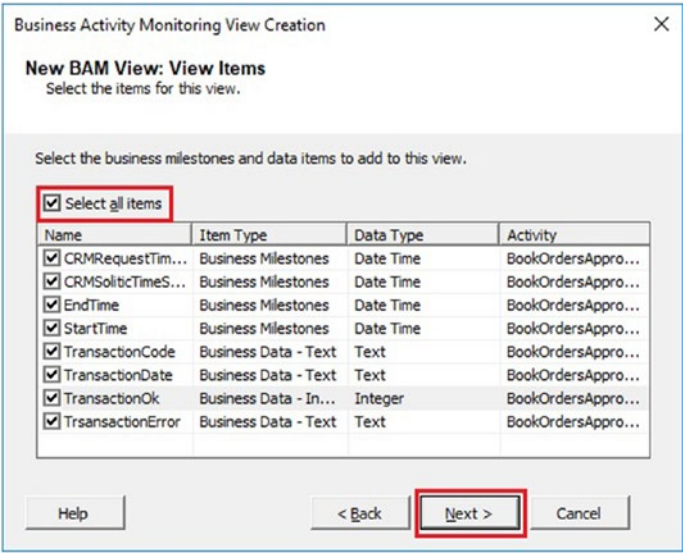 Business Activity Monitoring View Creation
New BAM View: View Items
Select the items for this view.
Select the business milestones and data items to add to this view.
Select all items
Name Item Type Data Type Activity
CRMRequestTim... Business Milestones Date Time BookOrdersAppro...
CRMSoliticTimeS... Business Milestones Date Time BookOrdersAppro...
EndTime Business Milestones Date Time BookOrdersAppro...
StartTime Business Milestones Date Time BookOrdersAppro...
TransactionCode Business Data - Text Text BookOrdersAppro...
TransactionDate Business Data - Text Text BookOrdersAppro...
TransactionOk Business Data - In... Integer BookOrdersAppro...
TrsansactionError Business Data - Text Text BookOrdersAppro...
Help < Back Next > Cancel